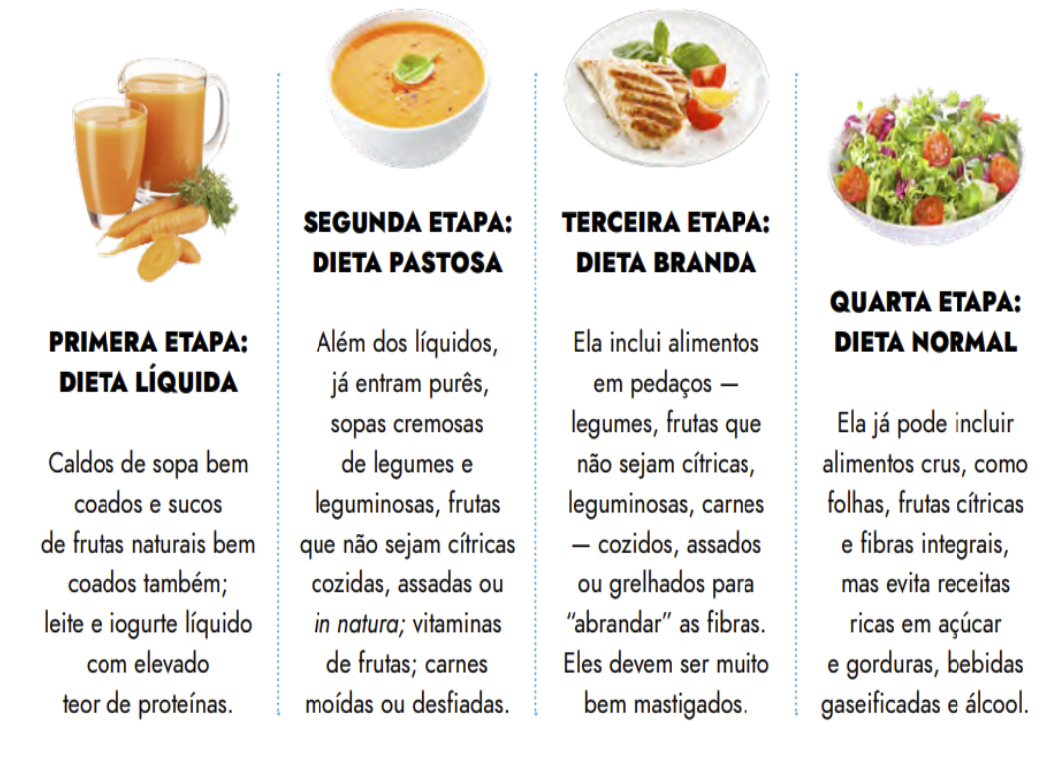 PRIMERA ETAPA:
DIETA LÍQUIDA
Caldos de sopa bem
coados e sucos
de frutas naturais bem
coados também;
leite e iogurte líquido
com elevado
teor de proteínas.
SEGUNDA ETAPA:
DIETA PASTOSA
Além dos líquidos,
já entram purês,
sopas cremosas
de legumes e
leguminosas, frutas
que não sejam cítricas
cozidas, assadas ou
in natura; vitaminas
de frutas; carnes
moídas ou desfiadas.
TERCEIRA ETAPA:
DIETA BRANDA
Ela inclui alimentos
em pedaços —
legumes, frutas que
não sejam cítricas,
leguminosas, carnes
— cozidos, assados
ou grelhados para
“abrandar” as fibras.
Eles devem ser muito
bem mastigados.
QUARTA ETAPA:
DIETA NORMAL
Ela já pode incluir
alimentos crus, como
folhas, frutas cítricas
e fibras integrais,
mas evita receitas
ricas em açúcar
e gorduras, bebidas
gaseificadas e álcool.